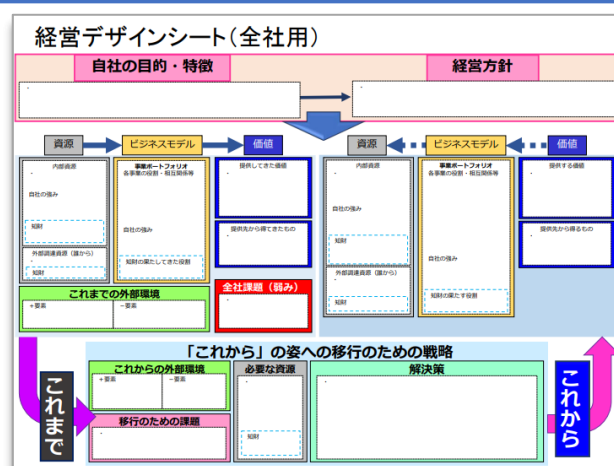 経営デザインシート(全社用)
自社の目的・特徴
経営方針
資源
ビジネスモデル
価値
内部資源
自社の強み
知財
外部調達資源(誰から)
知財
事業ポートフォリオ
各事業の役割・相互関係等
自社の強み
知財の果たしてきた役割
提供してきた価値
提供先から得てきたもの
これまでの外部環境
+要素
-要素
全社課題(弱み)
資源
ビジネスモデル
価値
内部資源
自社の強み
知財
外部調達資源(誰から)
知財
事業ポートフォリオ
各事業の役割・相互関係等
自社の強み
知財の果たす役割
提供する価値
提供先から得るもの
これまで
「これから」の姿への移行のための戦略
これからの外部環境
+要素
-要素
移行のための課題
必要な資源
知財
解決策
これから